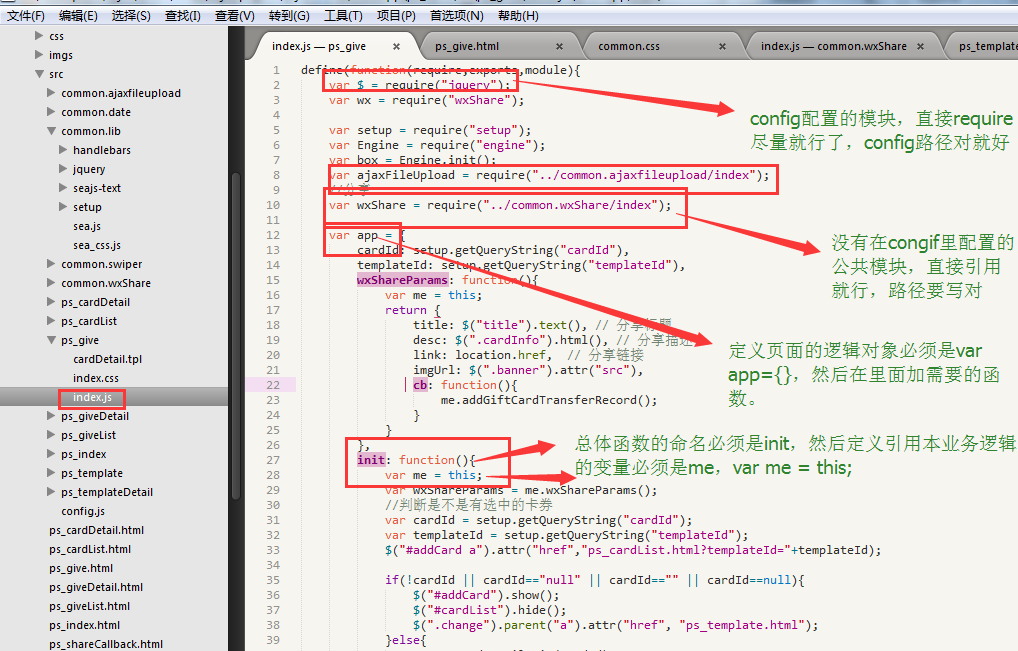 文件(F) 编辑(E) 选择(S) 查找(I) 查看(V) 转到(G) 工具(T) 项目(P) 首选项(N) 帮助(H)
css
imgs
src
common.ajaxfileupload
common.date
common.lib
handlebars
jquery
seajs-text
setup
sea.js
sea_css.js
common.swiper
common.wxShare
ps_cardDetail
ps_cardList
ps_give
cardDetail.tpl
index.css
index.js
ps_giveDetail
ps_giveList
ps_index
ps_template
ps_templateDetail
config.js
ps_cardDetail.html
ps_cardList.html
ps_give.html
ps_giveDetail.html
ps_giveList.html
ps_index.html
ps_shareCallback.html
index.js — ps_give × ps_give.html × common.css × index.js — common.wxShare × ps_template
1 define(function(require,exports,module){
2 var $ = require("jquery");
3 var wx = require("wxShare");
4
5 var setup = require("setup");
6 var Engine = require("engine");
7 var box = Engine.init();
8 var ajaxFileUpload = require("../common.ajaxfileupload/index");
9 //分享
10 var wxShare = require("../common.wxShare/index");
11
12 var app = {
13 cardId: setup.getQueryString("cardId"),
14 templateId: setup.getQueryString("templateId"),
15 wxShareParams: function(){
16 var me = this;
17 return {
18 title: $("title").text(), // 分享标题
19 desc: $(".cardInfo").html(), // 分享描述
20 link: location.href, // 分享链接
21 imgUrl: $(".banner").attr("src"),
22 cb: function(){
23 me.addGiftCardTransferRecord();
24 }
25 }
26 },
27 init: function(){
28 var me = this;
29 var wxShareParams = me.wxShareParams();
30 //判断是不是有选中的卡券
31 var cardId = setup.getQueryString("cardId");
32 var templateId = setup.getQueryString("templateId");
33 $("#addCard a").attr("href","ps_cardList.html?templateId="+templateId);
34
35 if(!cardId || cardId=="null" || cardId=="" || cardId==null){
36 $("#addCard").show();
37 $("#cardList").hide();
38 $(".change").parent("a").attr("href", "ps_template.html");
39 }else{
config配置的模块，直接require
尽量就行了，config路径对就好
没有在congif里配置的
公共模块，直接引用
就行，路径要写对
定义页面的逻辑对象必须是var
app={}，然后在里面加需要的函
数。
总体函数的命名必须是init，然后定义引用本业务逻辑
的变量必须是me，var me = this;